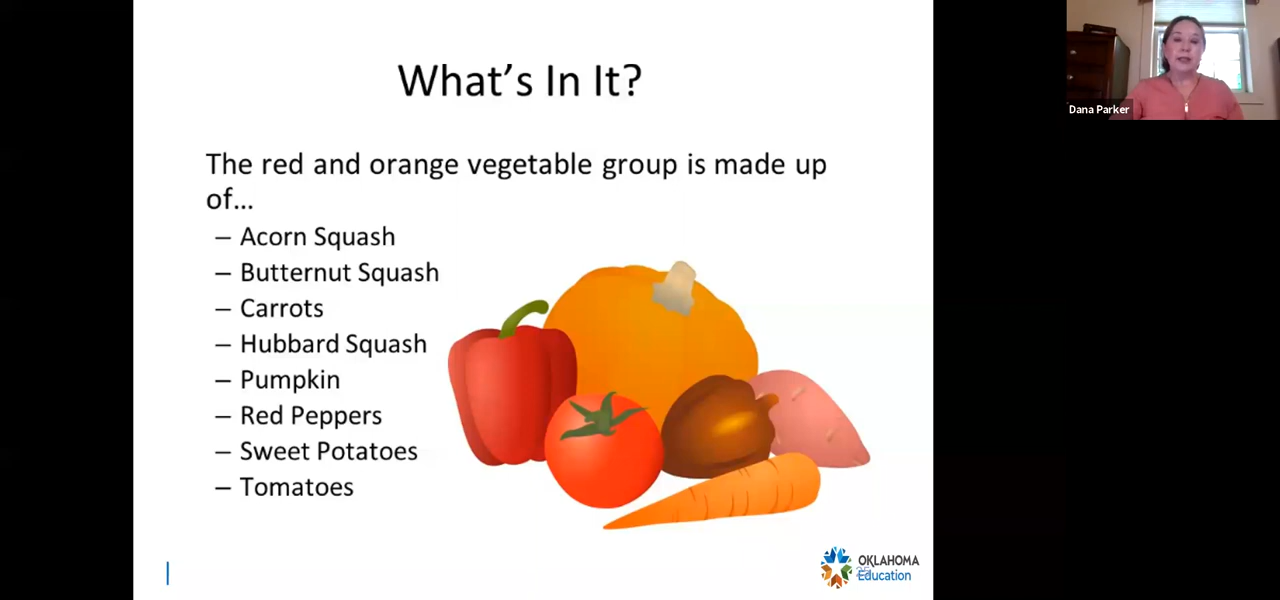 What's In It?
Dana Parker
The red and orange vegetable group is made up
of...
– Acorn Squash
– Butternut Squash
– Carrots
– Hubbard Squash
– Pumpkin
– Red Peppers
– Sweet Potatoes
– Tomatoes
OKLAHOMA
Education